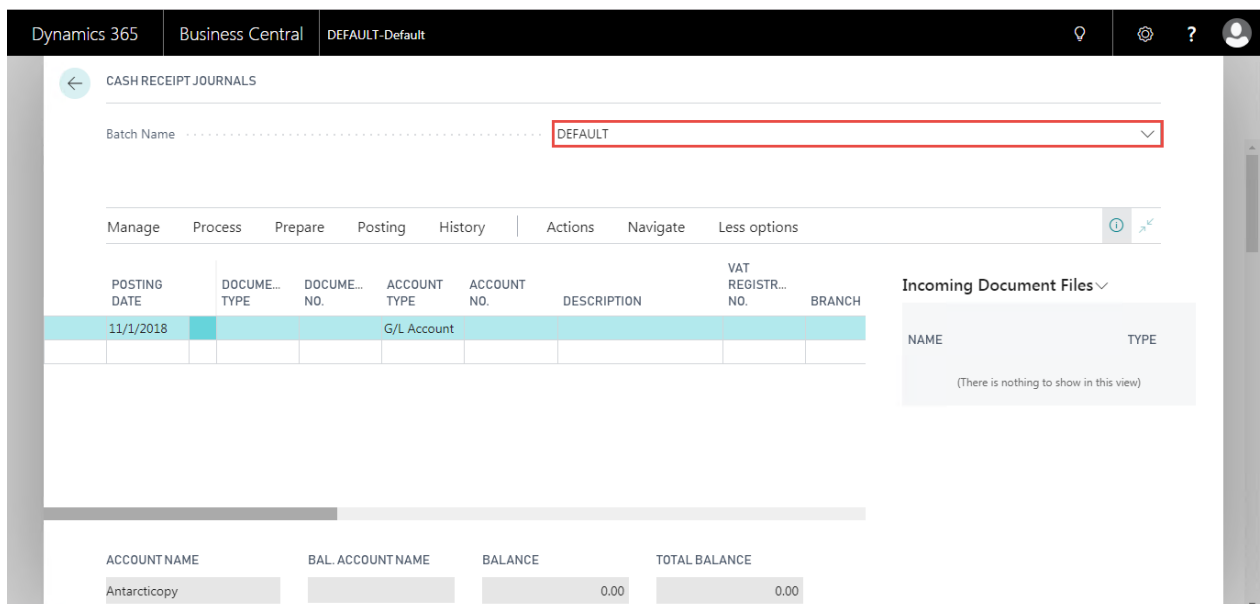 Dynamics 365 Business Central DEFAULT-Default ?
CASH RECEIPT JOURNALS
Batch Name DEFAULT
Manage Process Prepare Posting History Actions Navigate Less options
POSTING DATE DOCUME... TYPE DOCUME... NO. ACCOUNT TYPE ACCOUNT NO. DESCRIPTION VAT REGISTR... NO. BRANCH
11/1/2018 G/L Account
Incoming Document Files
NAME TYPE
(There is nothing to show in this view)
ACCOUNT NAME BAL. ACCOUNT NAME BALANCE TOTAL BALANCE
Antarcticopy 0.00 0.00